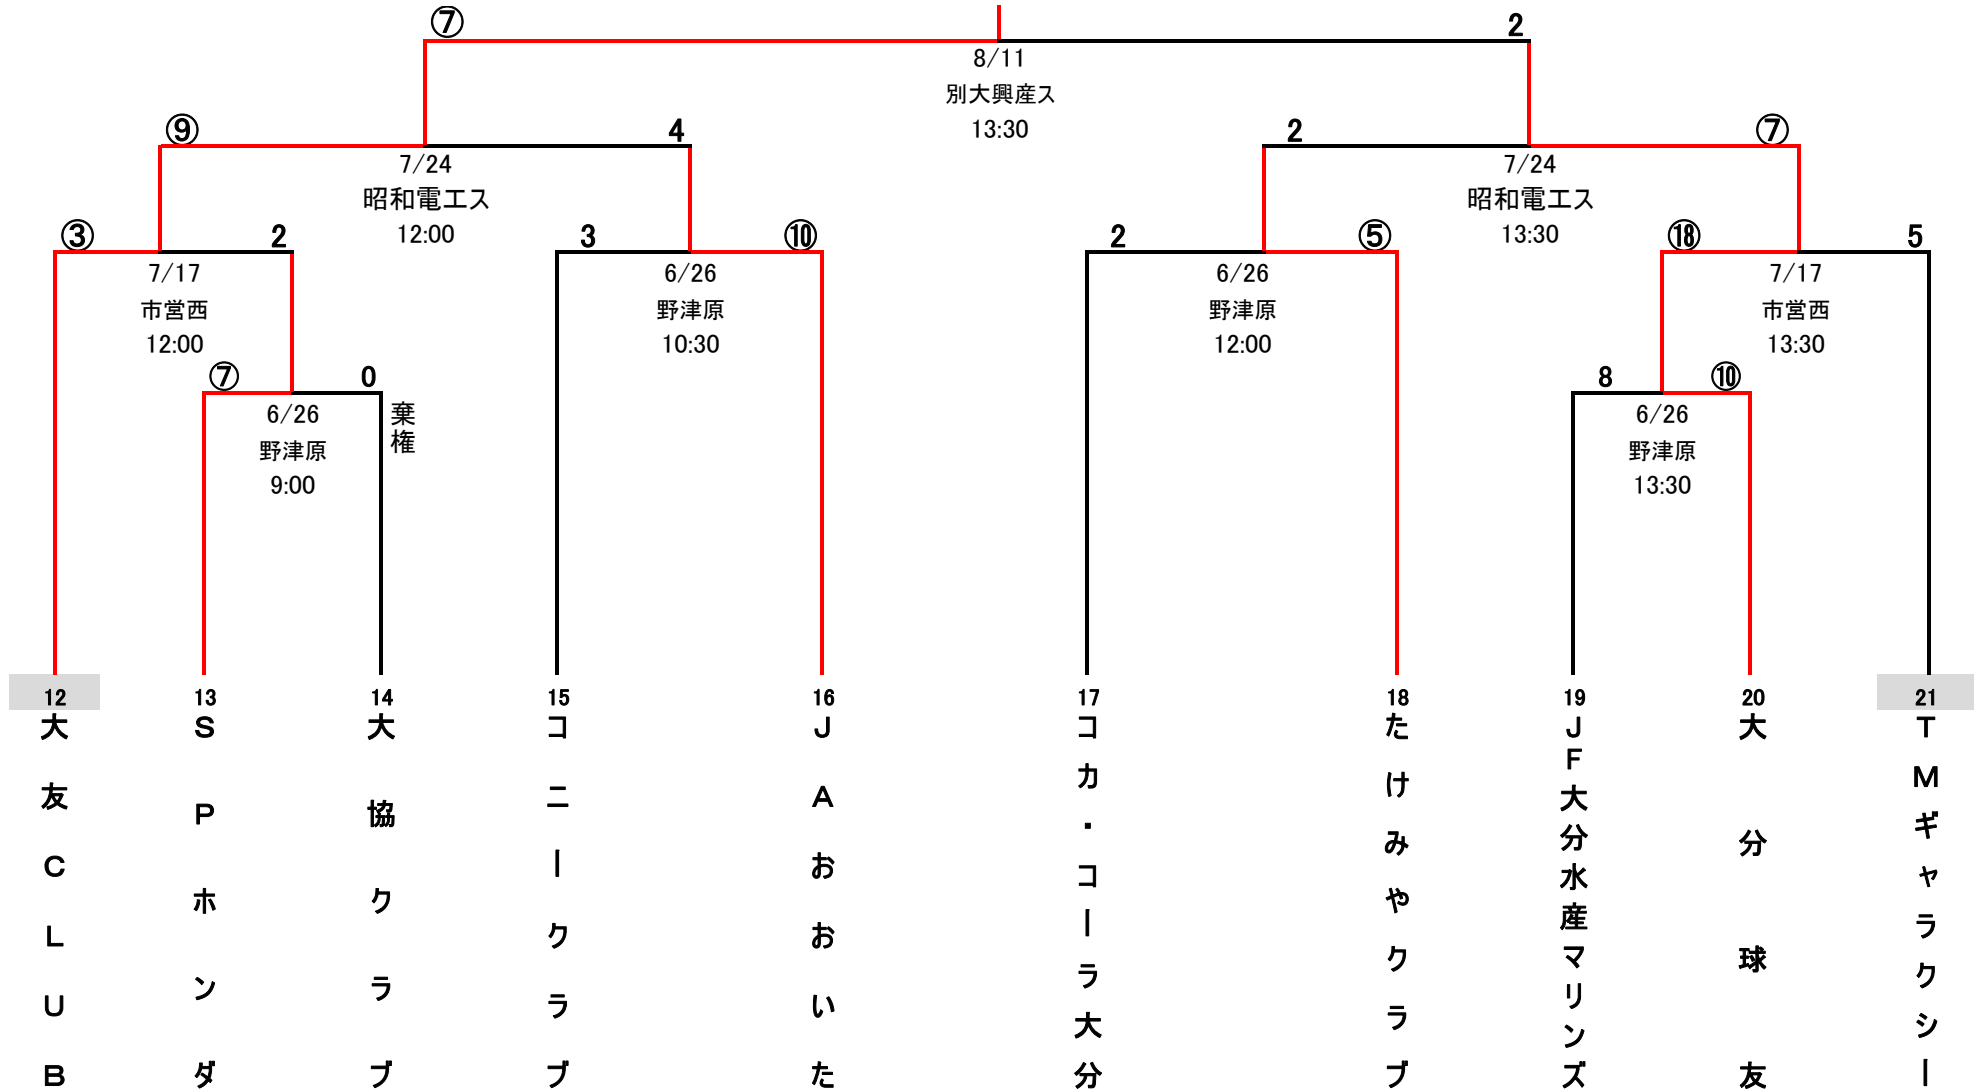 ⑦ 2
8/11
別大興産ス
13:30
⑨ 4
7/24
昭和電工ス
12:00
2 ⑦
7/24
昭和電工ス
13:30
③ 2
7/17
市営西
12:00
3 ⑩
6/26
野津原
10:30
2 ⑤
6/26
野津原
12:00
⑱ 5
7/17
市営西
13:30
⑦ 0
6/26
野津原
9:00
棄権
8 ⑩
6/26
野津原
13:30
12
大友CLUB
13
SPホンダ
14
大協クラブ
15
コニークラブ
16
JAおおいた
17
コカ・コーラ大分
18
たけみやクラブ
19
JF大分水産マリンズ
20
大分球友
21
TMギャラクシー